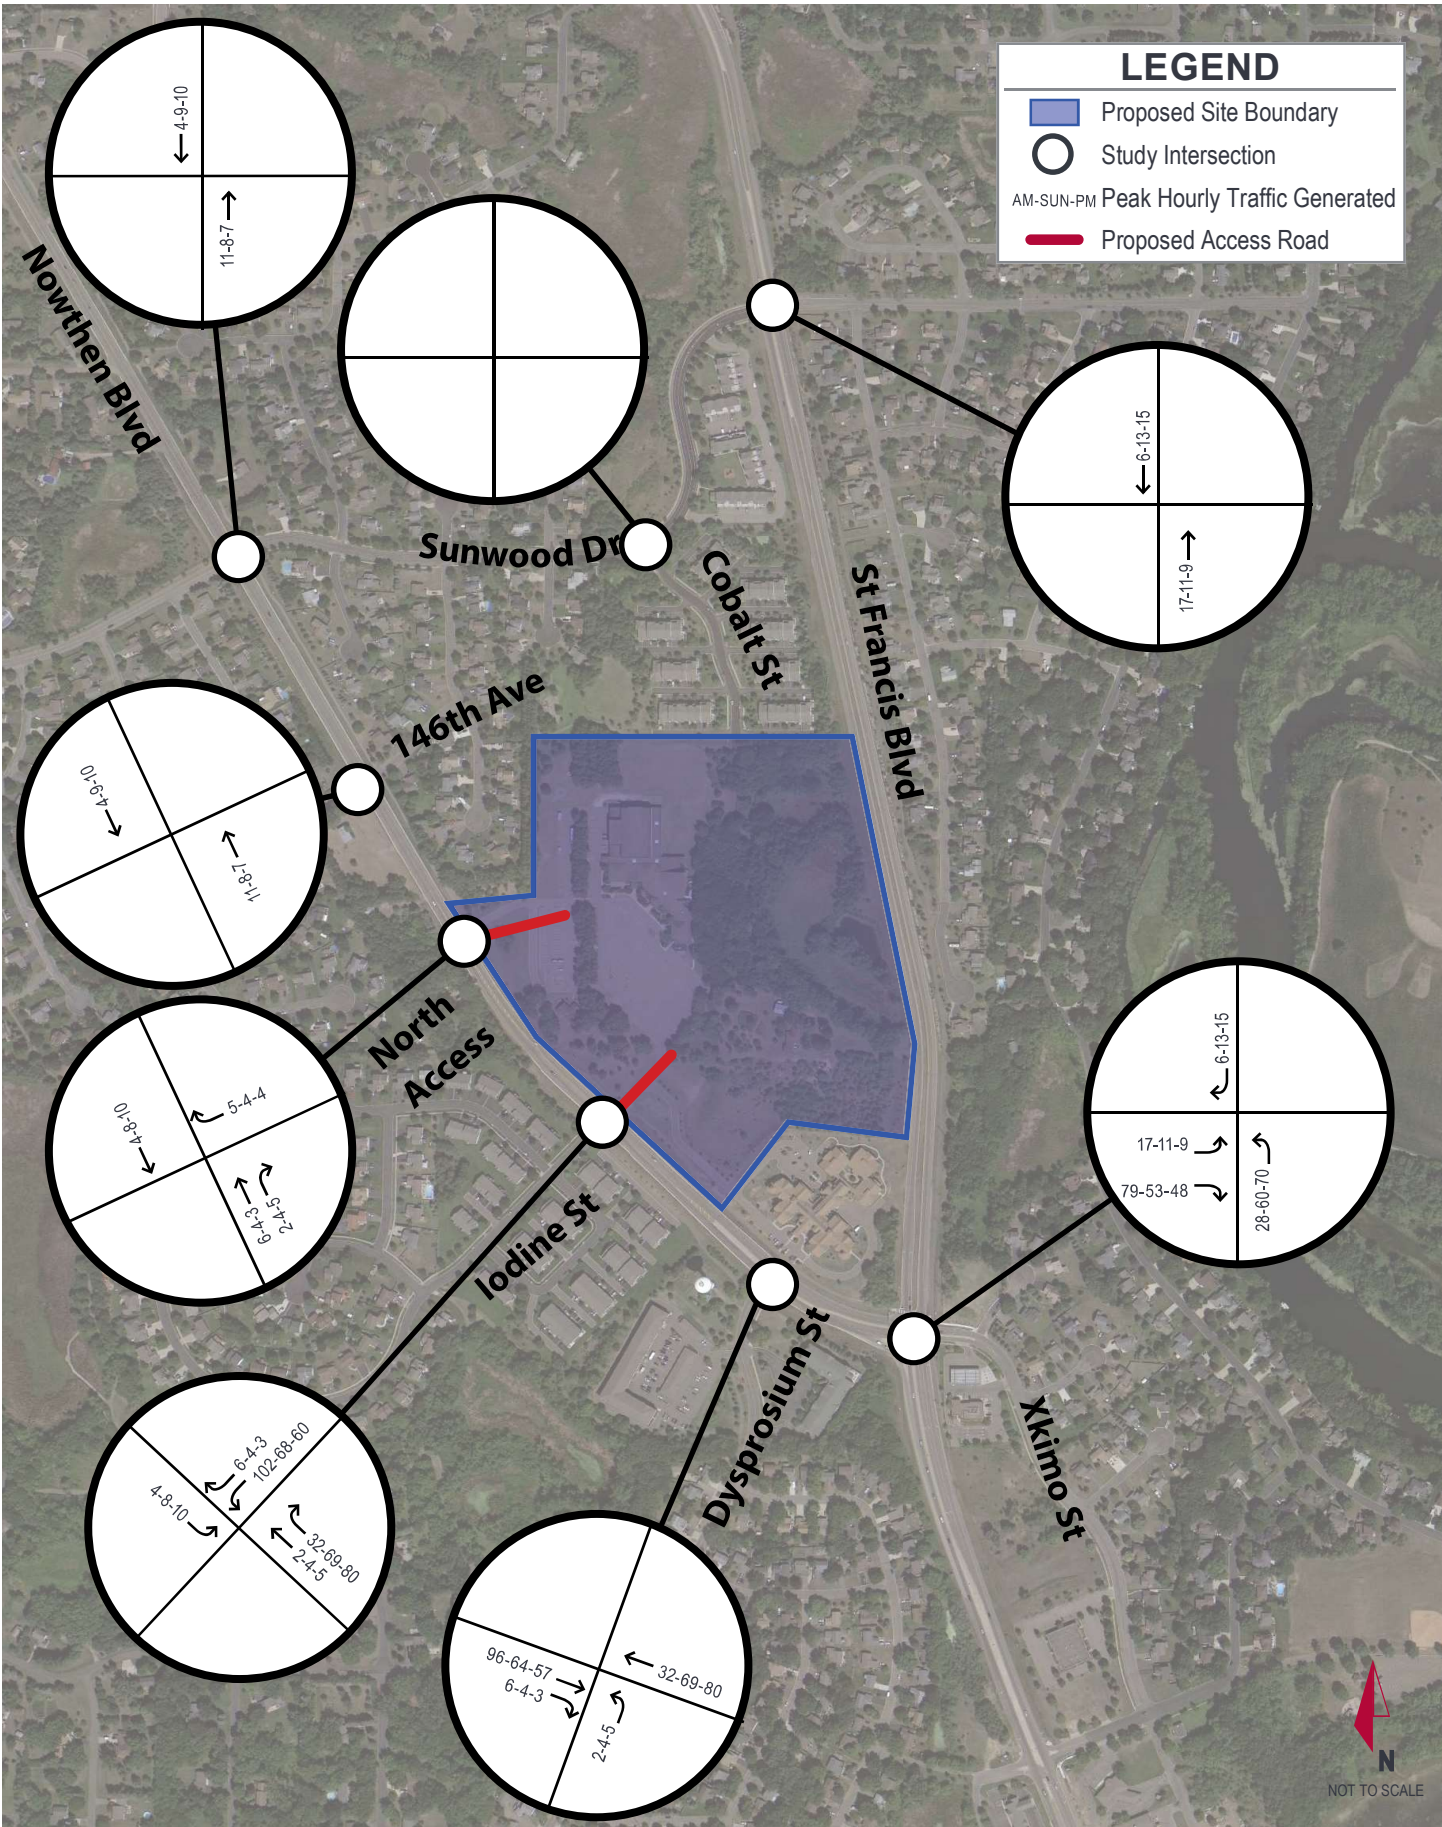 LEGEND
Proposed Site Boundary
Study Intersection
AM-SUN-PM Peak Hourly Traffic Generated
Proposed Access Road
4-9-10
11-8-7
Nowthen Blvd
6-13-15
17-11-9
Sunwood Dr
Cobalt St
St Francis Blvd
146th Ave
4-9-10
11-8-7
North
Access
5-4-4
4-8-10
6-4-3
2-4-5
6-13-15
17-11-9
79-53-48
28-60-70
Iodine St
Dysprosium St
Xkimo St
6-4-3
102-68-60
4-8-10
32-69-80
2-4-5
96-64-57
6-4-3
32-69-80
2-4-5
N
NOT TO SCALE